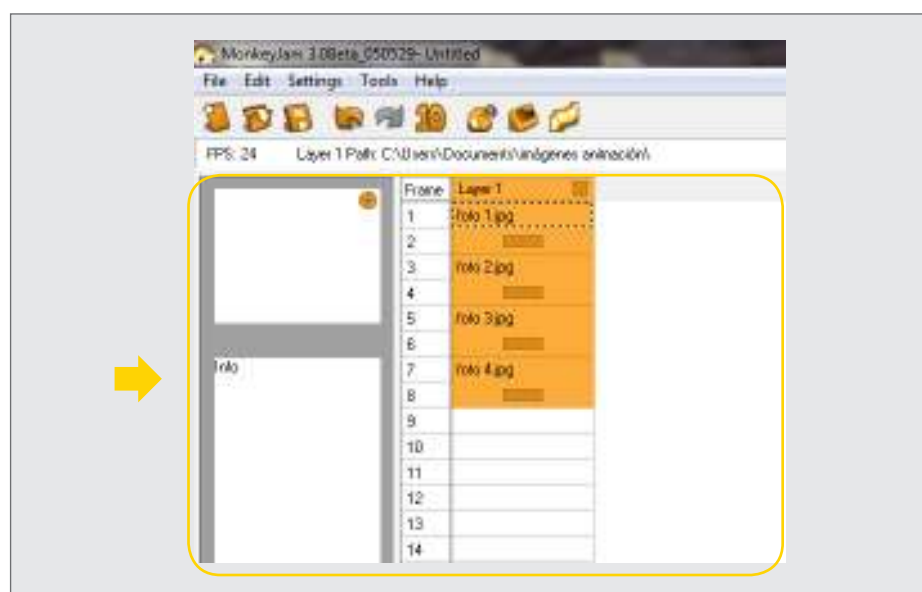 MonkeyJam 3.0Beta_050529- Untitled
File Edit Settings Tools Help
FPS: 24 Layer 1 Path: C:\Users\Documents\imágenes animación\
Frame Layer 1
1 foto 1.jpg
2
3 foto 2.jpg
4
5 foto 3.jpg
6
Info
7 foto 4.jpg
8
9
10
11
12
13
14